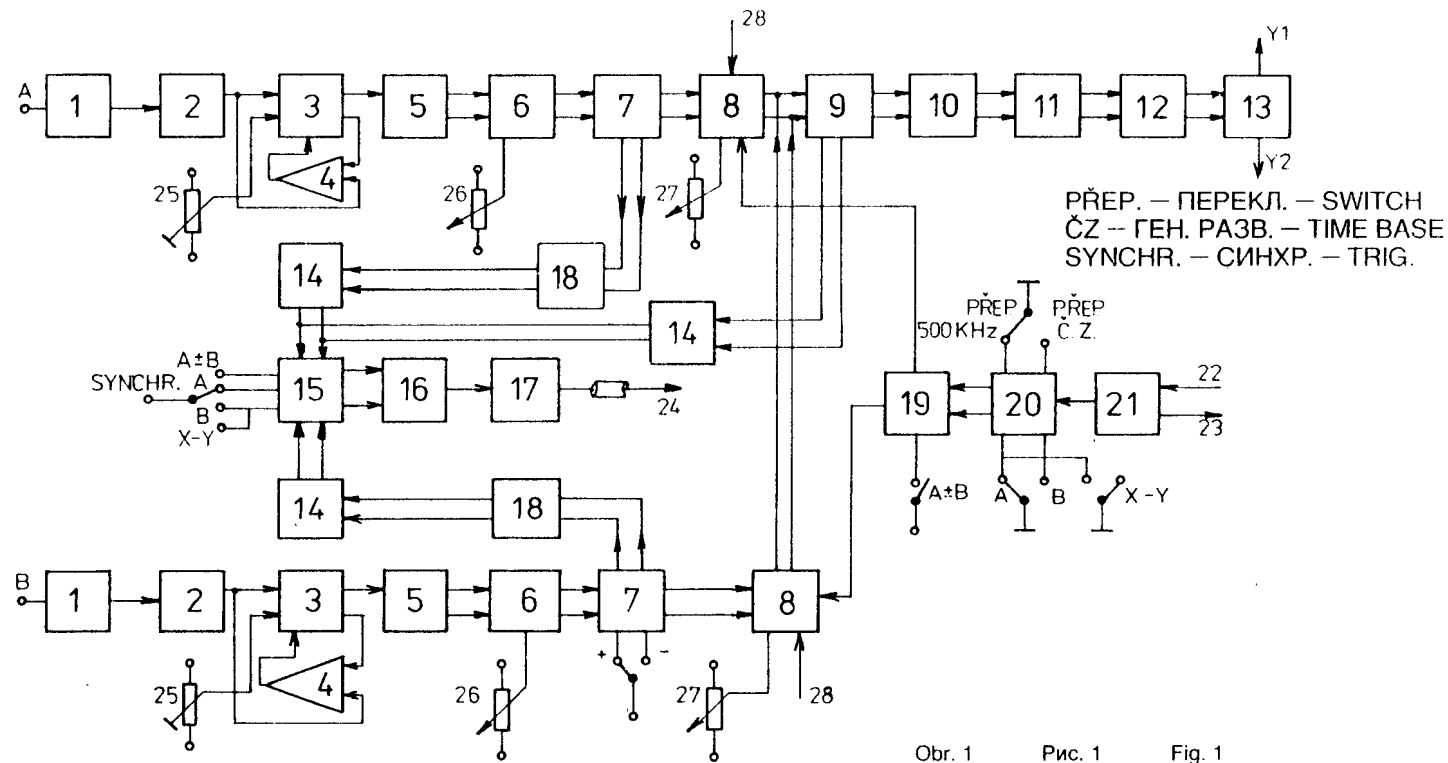 28
Y1
A 1 2 3 5 6 7 8 9 10 11 12 13
4
Y2
25 26 27
PŘEP. – ПЕРЕКЛ. – SWITCH
ČZ – ГЕН. РАЗВ. – TIME BASE
SYNCHR. – СИНХР. – TRIG.
14 18
14
PŘEP PŘEP
500KHz Č.Z.
A±B
SYNCHR. A
B
X-Y
15 16 17
24
19 20 21
22
23
A±B A B X-Y
14 18
B 1 2 3 5 6 7 8
4
+ -
25 26 27 28
Obr. 1 Рис. 1 Fig. 1